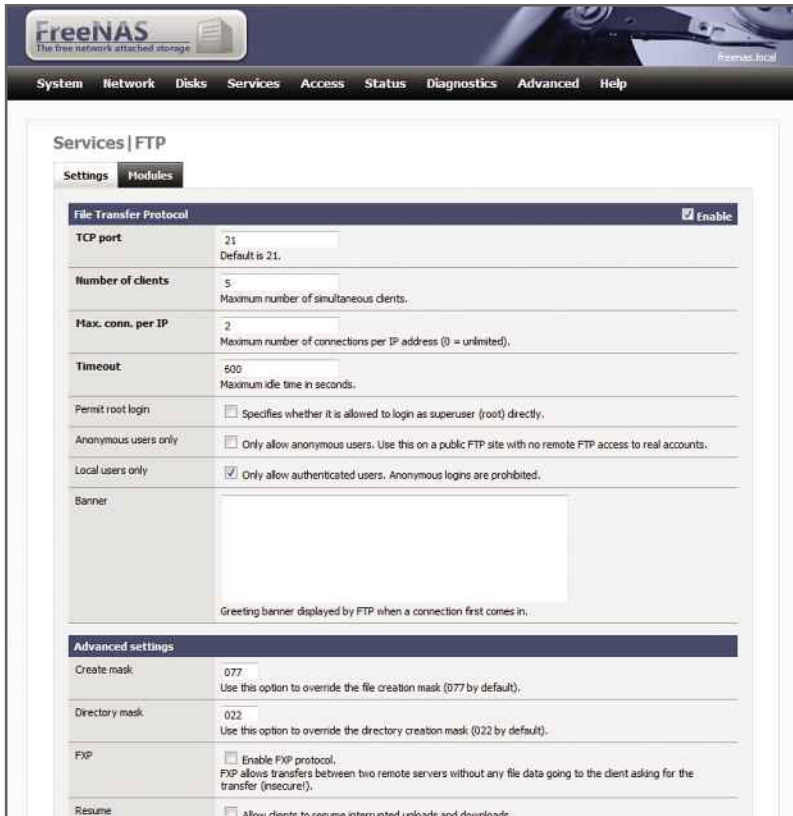 FreeNAS
The free network attached storage
freenas.local
System Network Disks Services Access Status Diagnostics Advanced Help
Services|FTP
Settings Modules
File Transfer Protocol Enable
TCP port 21
Default is 21.
Number of clients 5
Maximum number of simultaneous clients.
Max. conn. per IP 2
Maximum number of connections per IP address (0 = unlimited).
Timeout 600
Maximum idle time in seconds.
Permit root login Specifies whether it is allowed to login as superuser (root) directly.
Anonymous users only Only allow anonymous users. Use this on a public FTP site with no remote FTP access to real accounts.
Local users only Only allow authenticated users. Anonymous logins are prohibited.
Banner
Greeting banner displayed by FTP when a connection first comes in.
Advanced settings
Create mask 077
Use this option to override the file creation mask (077 by default).
Directory mask 022
Use this option to override the directory creation mask (022 by default).
FXP Enable FXP protocol.
FXP allows transfers between two remote servers without any file data going to the client asking for the
transfer (insecure!).
Resume Allow clients to resume interrupted uploads and downloads.